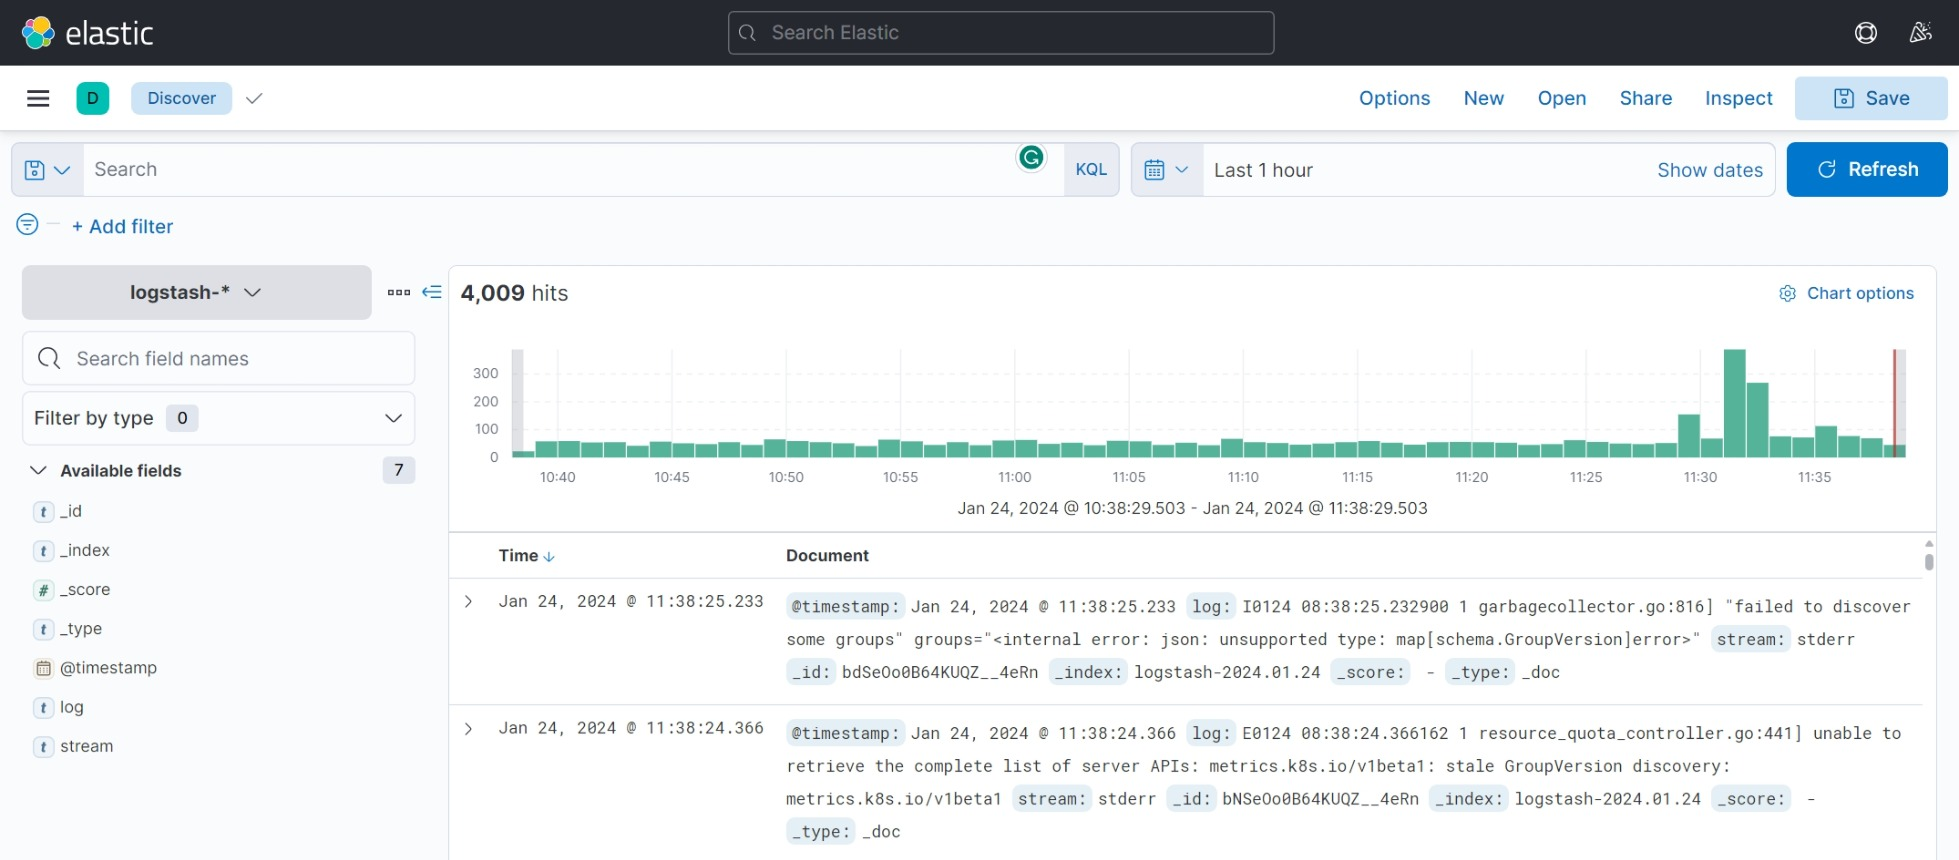 elastic
Search Elastic
D
Discover
Options
New
Open
Share
Inspect
Save
Search
KQL
Last 1 hour
Show dates
Refresh
+ Add filter
logstash-*
Search field names
Filter by type 0
Available fields 7
t _id
t _index
# _score
t _type
@timestamp
t log
t stream
4,009 hits
Chart options
300
200
100
0
10:40 10:45 10:50 10:55 11:00 11:05 11:10 11:15 11:20 11:25 11:30 11:35
Jan 24, 2024 @ 10:38:29.503 - Jan 24, 2024 @ 11:38:29.503
Time Document
Jan 24, 2024 @ 11:38:25.233
@timestamp: Jan 24, 2024 @ 11:38:25.233 log: I0124 08:38:25.232900 1 garbagecollector.go:816] "failed to discover
some groups" groups="<internal error: json: unsupported type: map[schema.GroupVersion]error>" stream: stderr
_id: bdSeOo0B64KUQZ__4eRn _index: logstash-2024.01.24 _score: - _type: _doc
Jan 24, 2024 @ 11:38:24.366
@timestamp: Jan 24, 2024 @ 11:38:24.366 log: E0124 08:38:24.366162 1 resource_quota_controller.go:441] unable to
retrieve the complete list of server APIs: metrics.k8s.io/v1beta1: stale GroupVersion discovery:
metrics.k8s.io/v1beta1 stream: stderr _id: bNSeOo0B64KUQZ__4eRn _index: logstash-2024.01.24 _score: -
_type: _doc